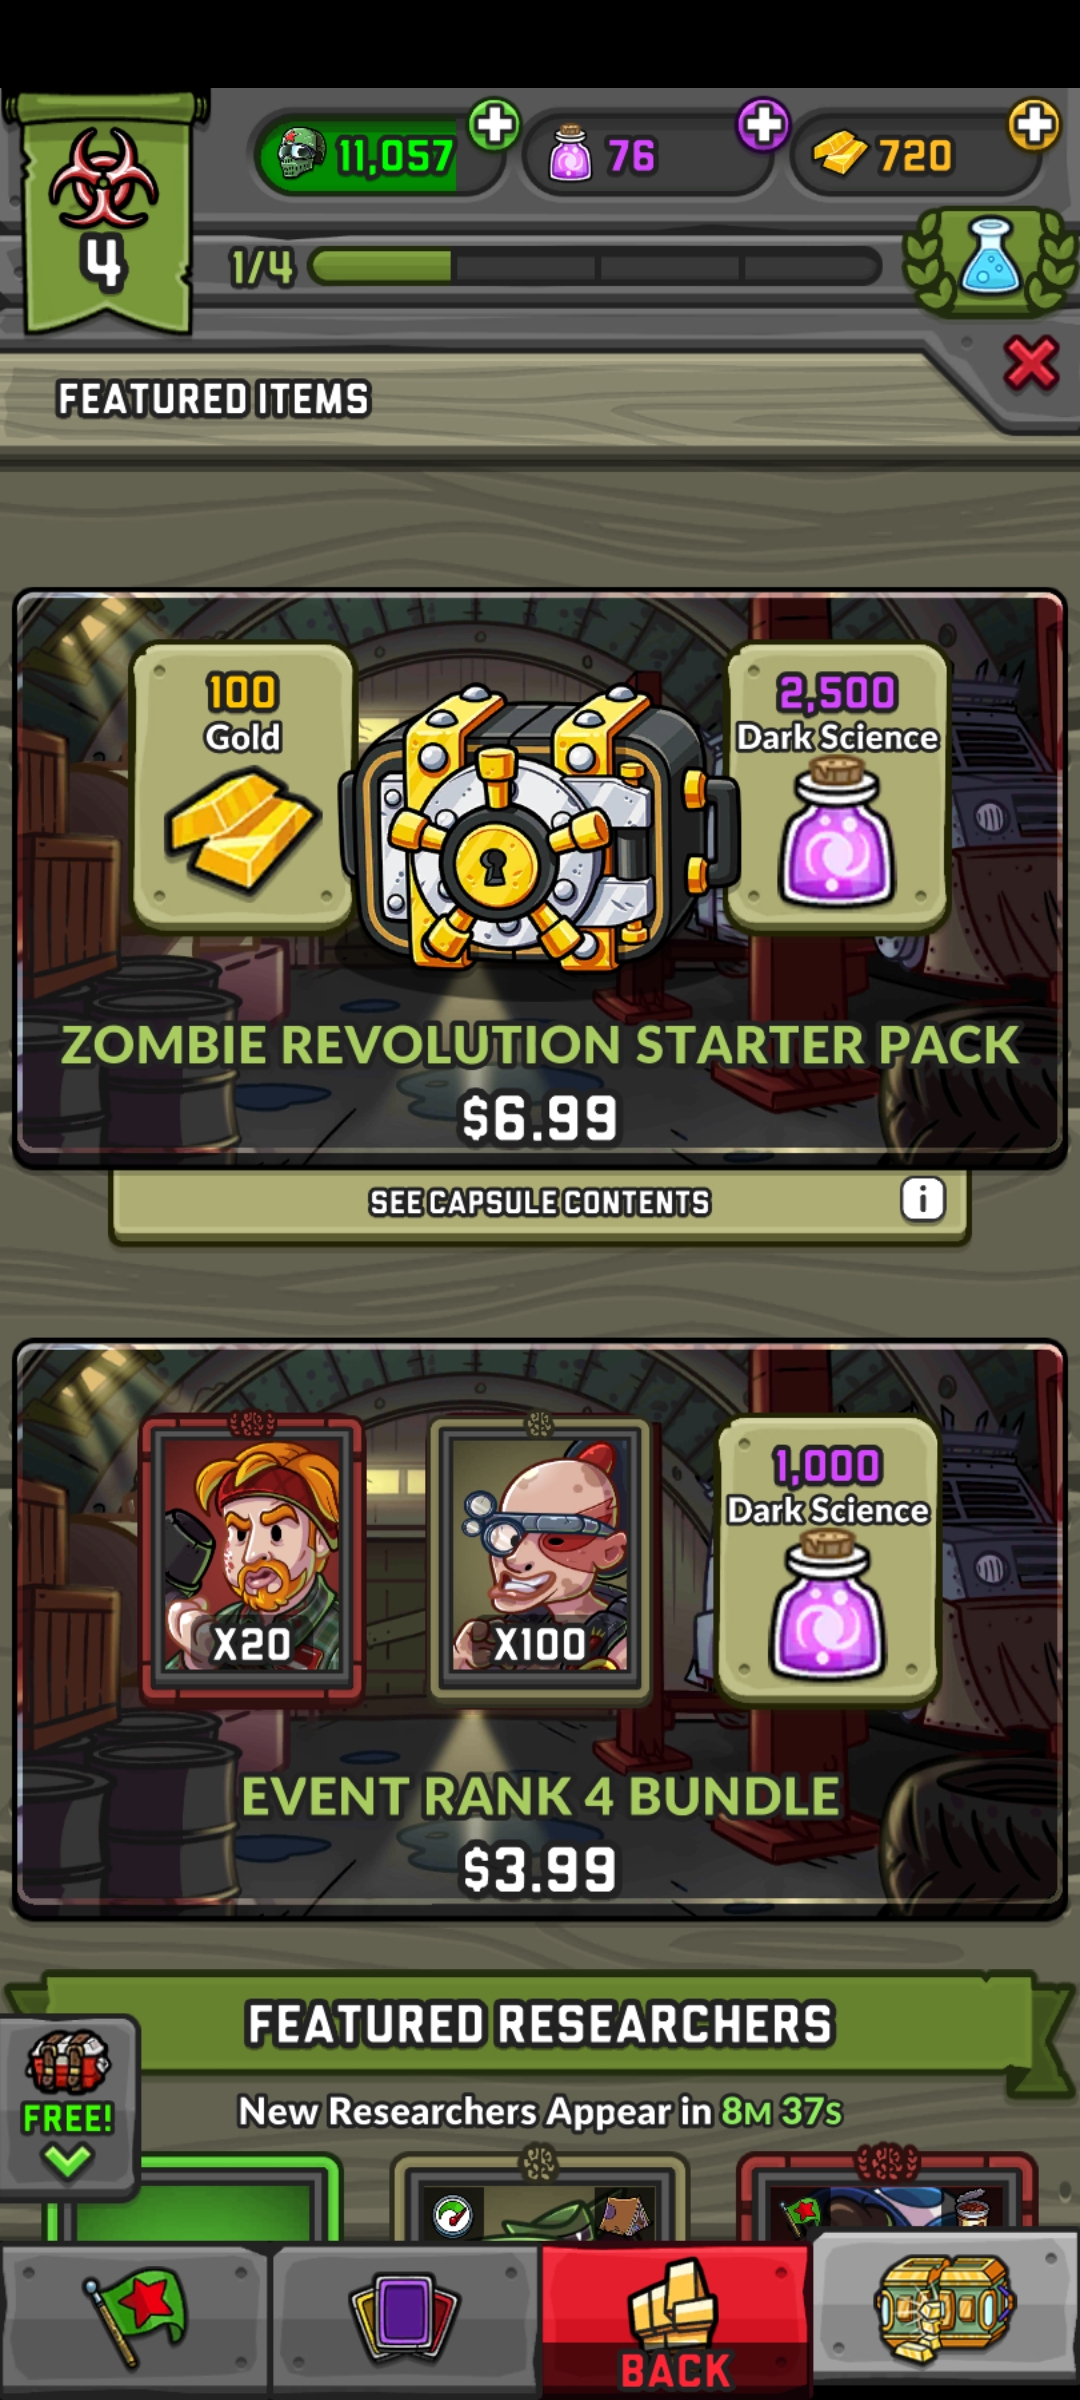 11,057
76
720
4
1/4
FEATURED ITEMS
100
Gold
2,500
Dark Science
ZOMBIE REVOLUTION STARTER PACK
$6.99
SEE CAPSULE CONTENTS
i
X20
X100
1,000
Dark Science
EVENT RANK 4 BUNDLE
$3.99
FEATURED RESEARCHERS
FREE!
New Researchers Appear in 8M 37S
BACK